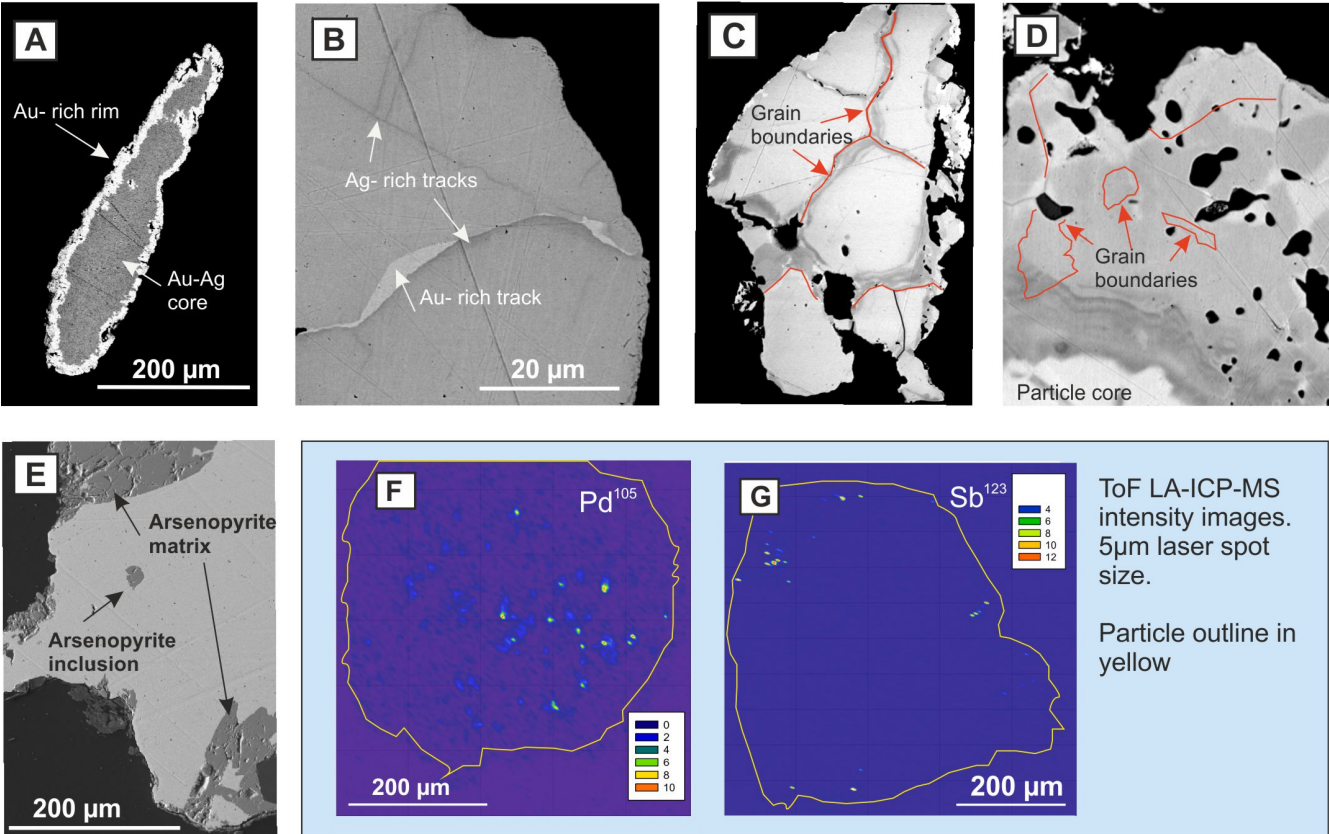 A
Au- rich rim
Au-Ag
core
200 µm
B
Ag- rich tracks
Au- rich track
20 µm
C
Grain
boundaries
D
Grain
boundaries
Particle core
E
Arsenopyrite
matrix
Arsenopyrite
inclusion
200 µm
F
Pd105
0
2
4
6
8
10
200 µm
G
Sb123
4
6
8
10
12
200 µm
ToF LA-ICP-MS
intensity images.
5µm laser spot
size.
Particle outline in
yellow